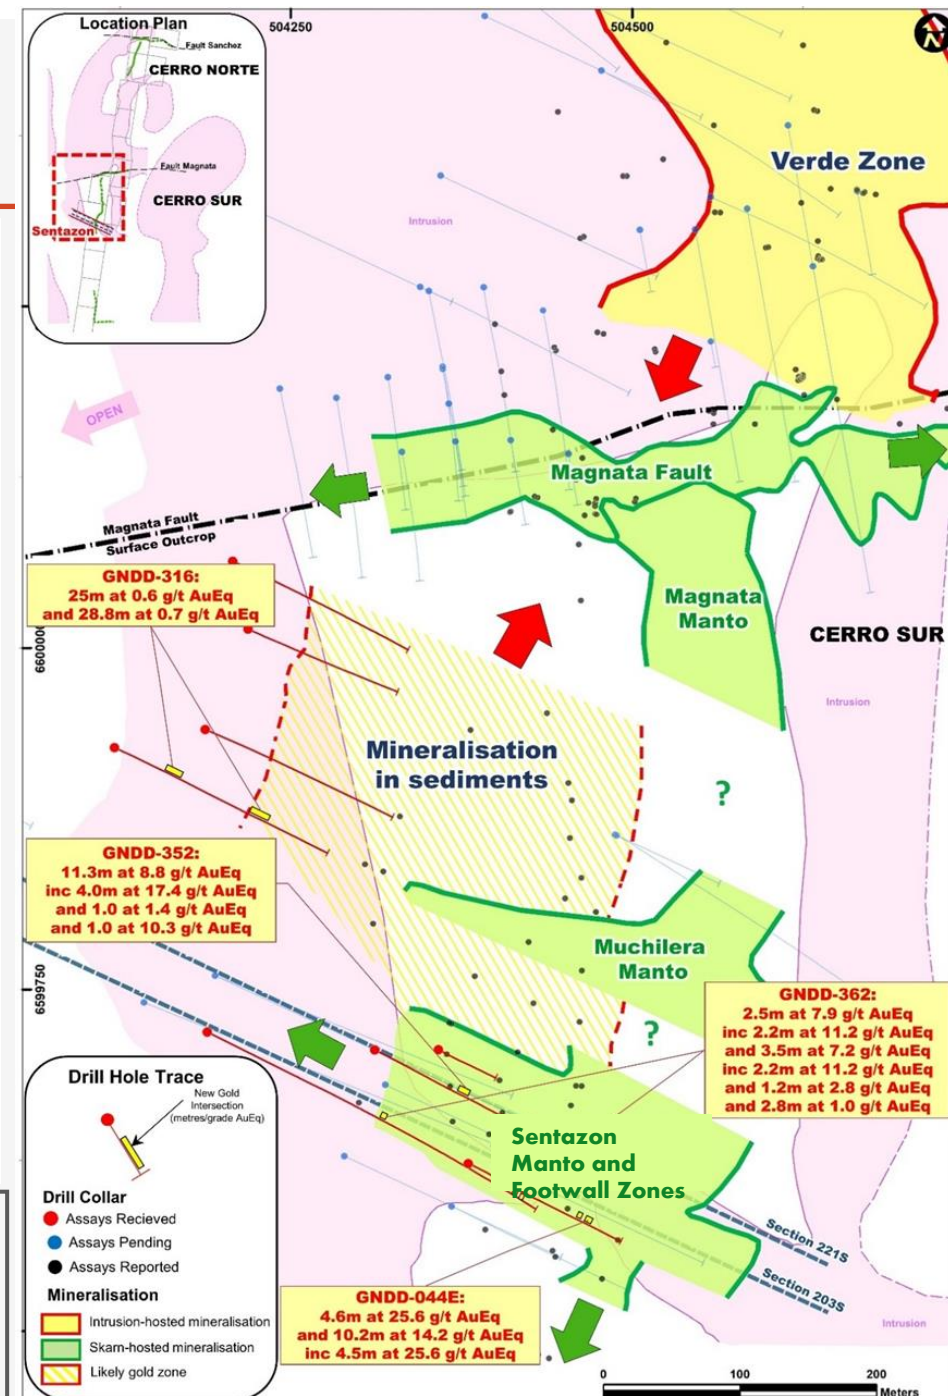 Location Plan
Fault Sanchez
CERRO NORTE
Fault Magnata
CERRO SUR
Sentazon
504250
504500
N
Verde Zone
Intrusion
OPEN
Magnata Fault
Magnata Fault
Surface Outcrop
GNDD-316:
25m at 0.6 g/t AuEq
and 28.8m at 0.7 g/t AuEq
Magnata
Manto
CERRO SUR
6600000
Intrusion
Mineralisation
in sediments
?
GNDD-352:
11.3m at 8.8 g/t AuEq
inc 4.0m at 17.4 g/t AuEq
and 1.0 at 1.4 g/t AuEq
and 1.0 at 10.3 g/t AuEq
Muchilera
Manto
6599750
GNDD-362:
2.5m at 7.9 g/t AuEq
inc 2.2m at 11.2 g/t AuEq
and 3.5m at 7.2 g/t AuEq
inc 2.2m at 11.2 g/t AuEq
and 1.2m at 2.8 g/t AuEq
and 2.8m at 1.0 g/t AuEq
?
Drill Hole Trace
New Gold
Intersection
(metres/grade AuEq)
Sentazon
Manto and
Footwall Zones
Drill Collar
Assays Recieved
Assays Pending
Assays Reported
Section 221S
Section 203S
Mineralisation
Intrusion-hosted mineralisation
Skarn-hosted mineralisation
Likely gold zone
GNDD-044E:
4.6m at 25.6 g/t AuEq
and 10.2m at 14.2 g/t AuEq
inc 4.5m at 25.6 g/t AuEq
Intrusion
0 100 200
Meters